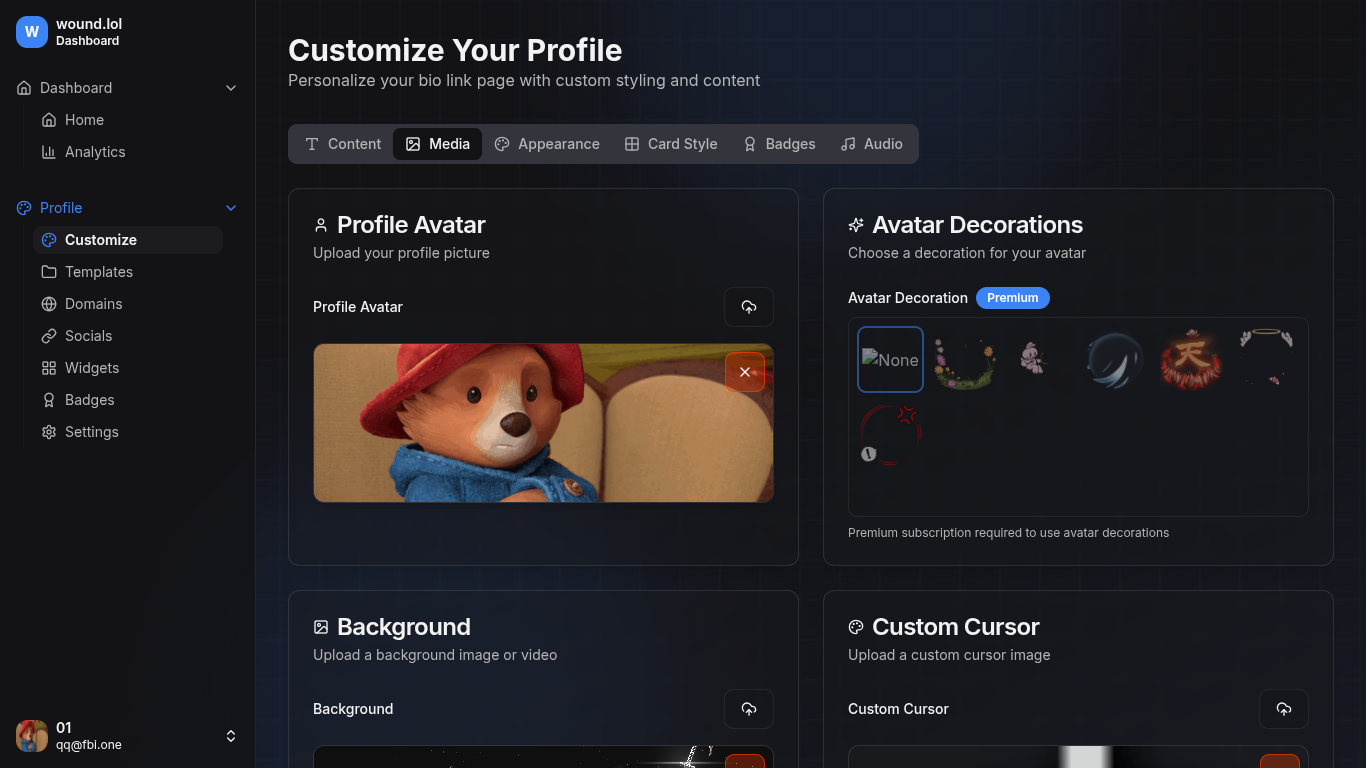 W
wound.lol
Dashboard
Dashboard
Home
Analytics
Profile
Customize
Templates
Domains
Socials
Widgets
Badges
Settings
01
qq@fbi.one
Customize Your Profile
Personalize your bio link page with custom styling and content
Content
Media
Appearance
Card Style
Badges
Audio
Profile Avatar
Upload your profile picture
Profile Avatar
Avatar Decorations
Choose a decoration for your avatar
Avatar Decoration
Premium
None
天
Premium subscription required to use avatar decorations
Background
Upload a background image or video
Background
Custom Cursor
Upload a custom cursor image
Custom Cursor